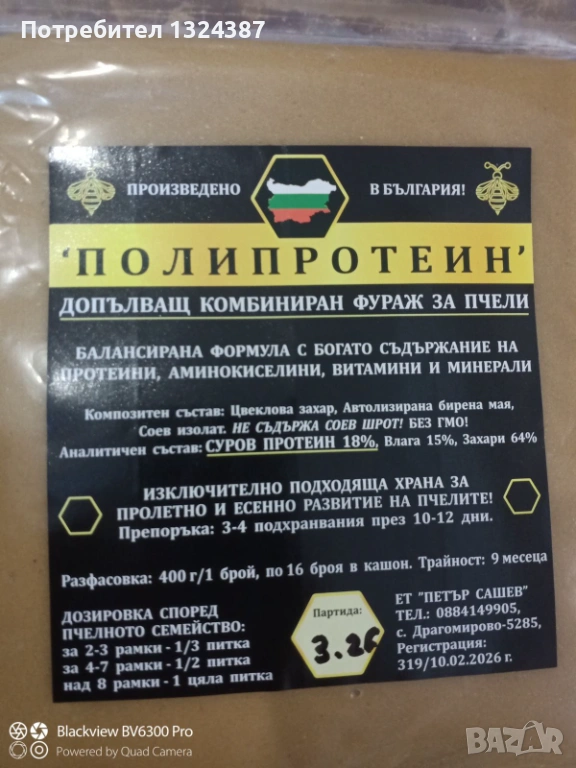 Потребител 1324387
ПРОИЗВЕДЕНО В БЪЛГАРИЯ!
‘ПОЛИПРОТЕИН’
ДОПЪЛВАЩ КОМБИНИРАН ФУРАЖ ЗА ПЧЕЛИ
БАЛАНСИРАНА ФОРМУЛА С БОГАТО СЪДЪРЖАНИЕ НА
ПРОТЕИНИ, АМИНОКИСЕЛИНИ, ВИТАМИНИ И МИНЕРАЛИ
Композитен състав: Цвеклова захар, Автолизирана бирена мая,
Соев изолат. НЕ СЪДЪРЖА СОЕВ ШРОТ! БЕЗ ГМО!
Аналитичен състав: СУРОВ ПРОТЕИН 18%, Влага 15%, Захари 64%
ИЗКЛЮЧИТЕЛНО ПОДХОДЯЩА ХРАНА ЗА
ПРОЛЕТНО И ЕСЕННО РАЗВИТИЕ НА ПЧЕЛИТЕ!
Препоръка: 3-4 подхранвания през 10-12 дни.
Разфасовка: 400 г/1 брой, по 16 броя в кашон. Трайност: 9 месеца
ДОЗИРОВКА СПОРЕД
ПЧЕЛНОТО СЕМЕЙСТВО:
за 2-3 рамки - 1/3 питка
за 4-7 рамки - 1/2 питка
над 8 рамки - 1 цяла питка
Партида:
3.26
ЕТ "ПЕТЪР САШЕВ"
ТЕЛ.: 0884149905,
с. Драгомирово-5285,
Регистрация:
319/10.02.2026 г.
Blackview BV6300 Pro
Powered by Quad Camera
BAZAR